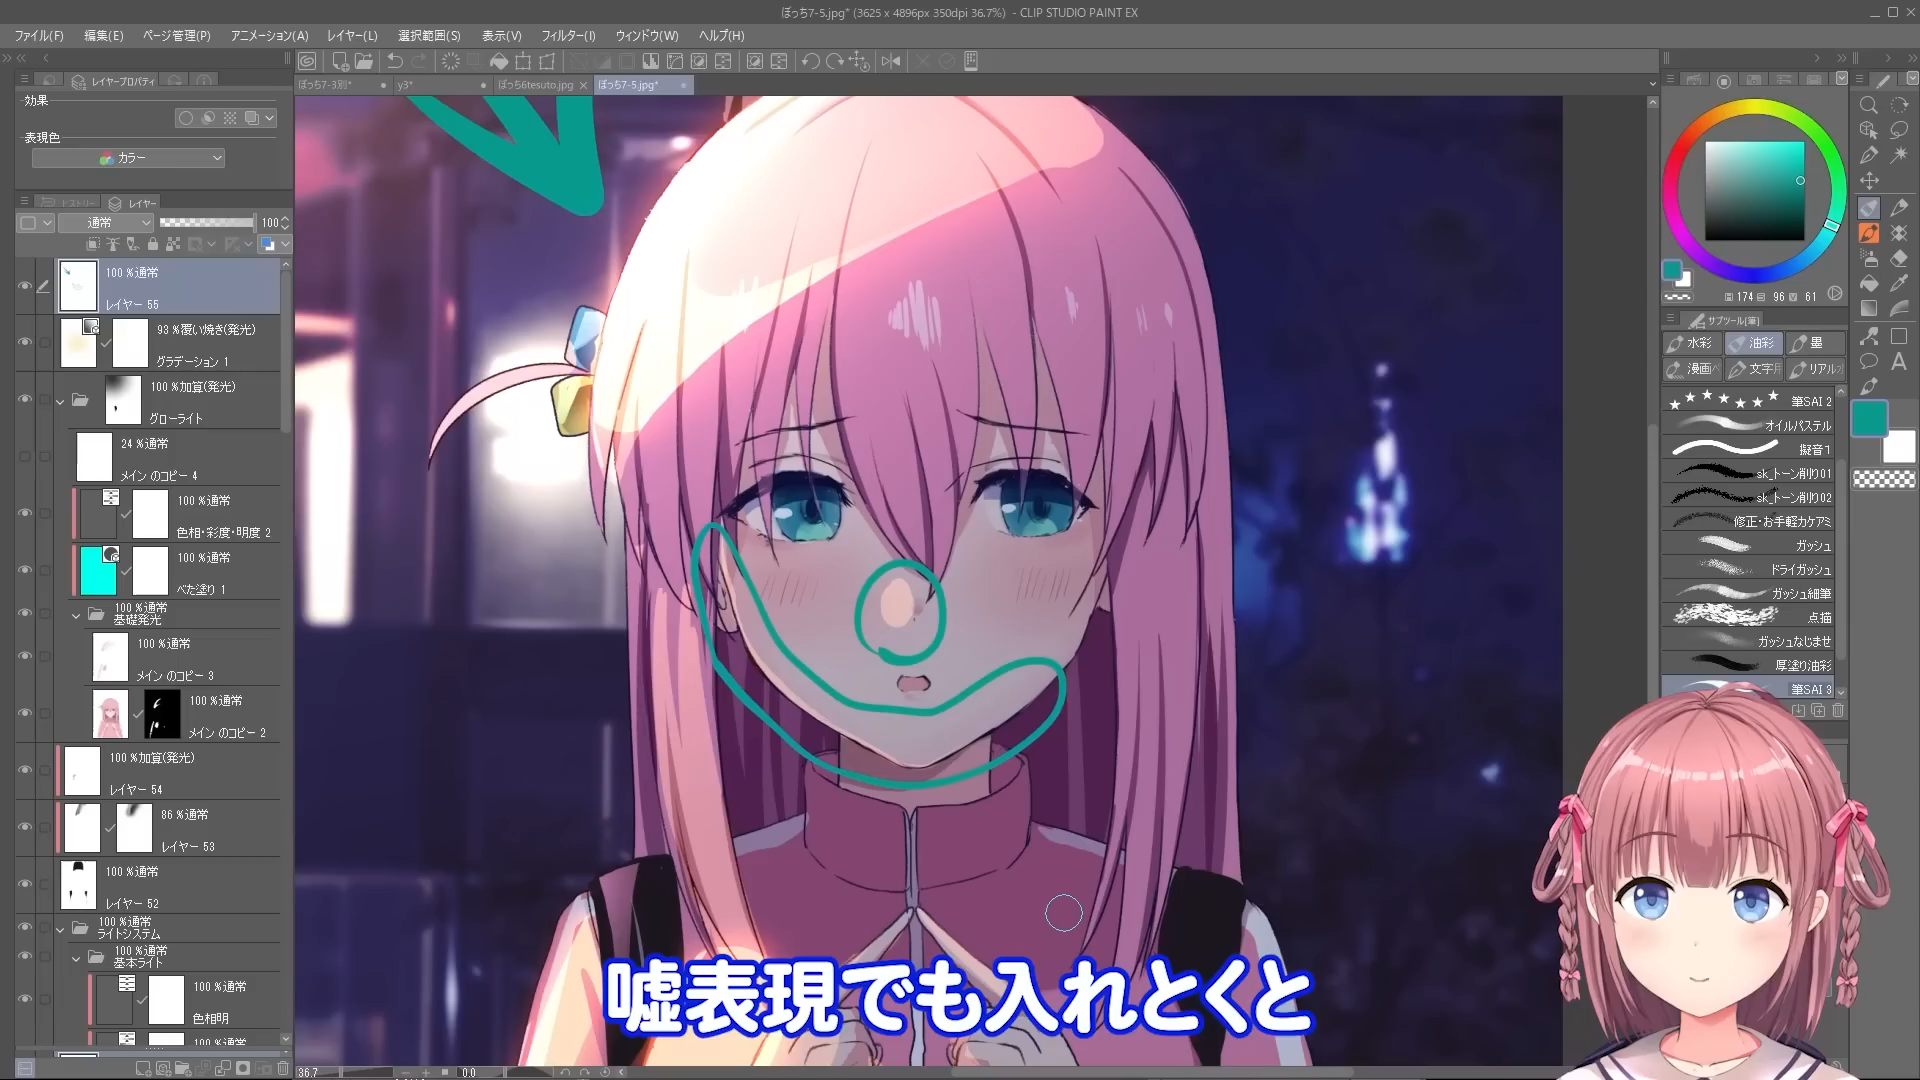 ぼっち7-5.jpg* (3625 x 4896px 350dpi 36.7%) - CLIP STUDIO PAINT EX
ファイル(F) 編集(E) ページ管理(P) アニメーション(A) レイヤー(L) 選択範囲(S) 表示(V) フィルター(I) ウィンドウ(W) ヘルプ(H)
ぼっち7-3別* y3* ぼっち6tesuto.jpg ぼっち7-5.jpg*
レイヤープロパティ
効果
表現色
カラー
ヒストリー レイヤー
通常 100
100 %通常
レイヤー 55
93 %覆い焼き(発光)
グラデーション 1
100 %加算(発光)
グローライト
24 %通常
メイン のコピー 4
100 %通常
色相・彩度・明度 2
100 %通常
べた塗り 1
100 %通常
基礎発光
100 %通常
メイン のコピー 3
100 %通常
メイン のコピー 2
100 %加算(発光)
レイヤー 54
86 %通常
レイヤー 53
100 %通常
レイヤー 52
100 %通常
ライトシステム
100 %通常
基本ライト
100 %通常
色相明
100 %通常
36.7 0.0
嘘表現でも入れとくと
H 174 S 96 V 61
サブツール[筆]
水彩 油彩 墨
漫画 文字用 リアル
筆SAI 2
オイルパステル
擬音1
sk_トーン削り01
sk_トーン削り02
修正・お手軽カケアミ
ガッシュ
ドライガッシュ
ガッシュ細筆
点描
ガッシュなじませ
厚塗り油彩
筆SAI 3
A